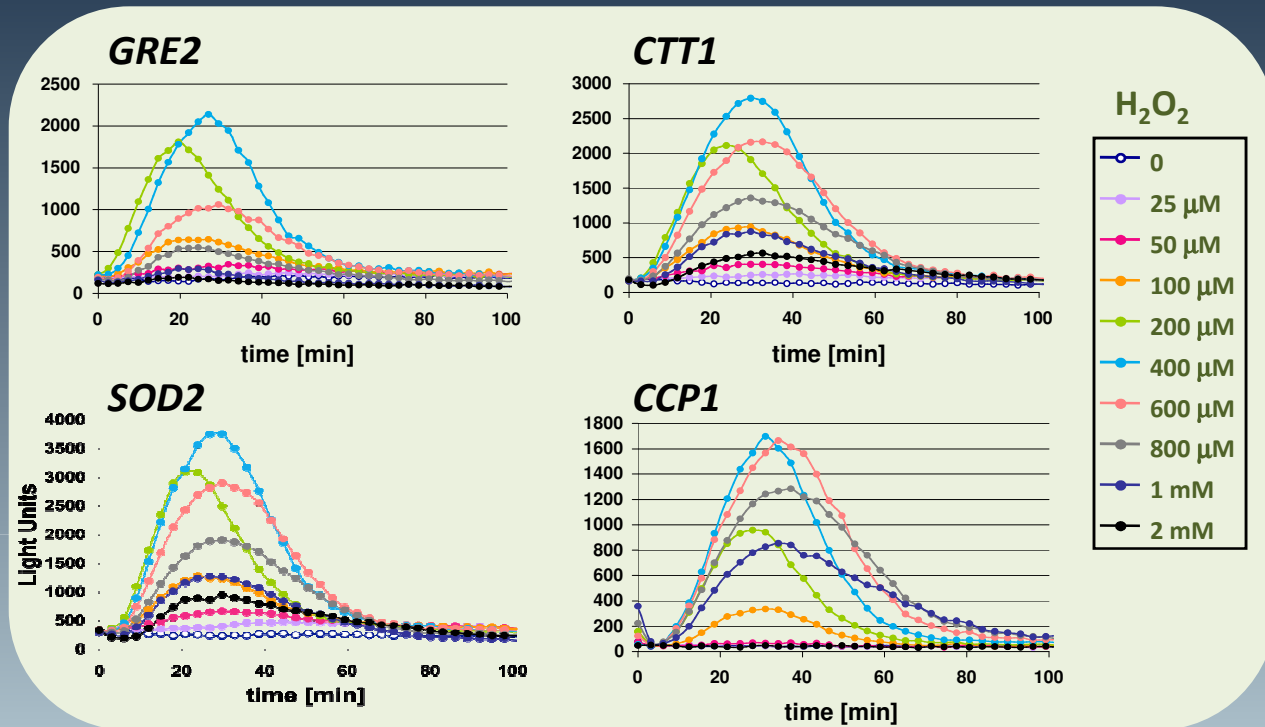 GRE2
2500
2000
1500
1000
500
0
0 20 40 60 80 100
time [min]
CTT1
3000
2500
2000
1500
1000
500
0
0 20 40 60 80 100
time [min]
SOD2
Light Units
4000
3500
3000
2500
2000
1500
1000
500
0
0 20 40 60 80 100
time [min]
CCP1
1800
1600
1400
1200
1000
800
600
400
200
0
0 20 40 60 80 100
time [min]
H₂O₂
0
25 µM
50 µM
100 µM
200 µM
400 µM
600 µM
800 µM
1 mM
2 mM